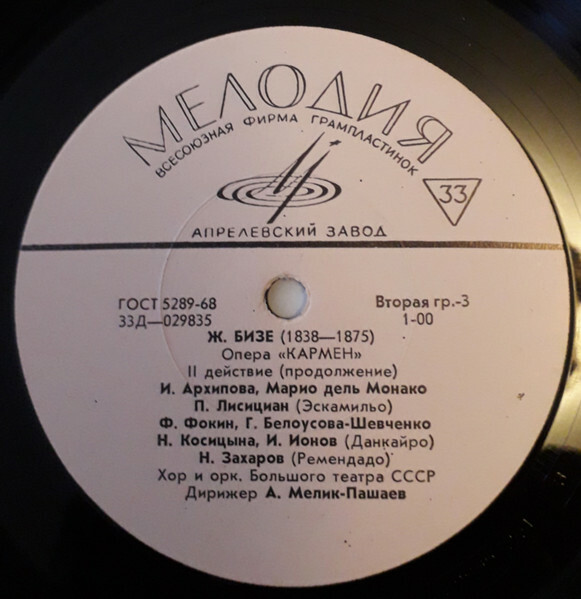 МЕЛОДИЯ
ВСЕСОЮЗНАЯ ФИРМА ГРАМПЛАСТИНОК
33
АПРЕЛЕВСКИЙ ЗАВОД
ГОСТ 5289-68
Вторая гр.-3
33Д—029835
1-00
Ж. БИЗЕ (1838—1875)
Опера «КАРМЕН»
II действие (продолжение)
И. Архипова, Марио дель Монако
П. Лисициан (Эскамильо)
Ф. Фокин, Г. Белоусова-Шевченко
Н. Косицына, И. Ионов (Данкайро)
Н. Захаров (Ремендадо)
Хор и орк. Большого театра СССР
Дирижер А. Мелик-Пашаев